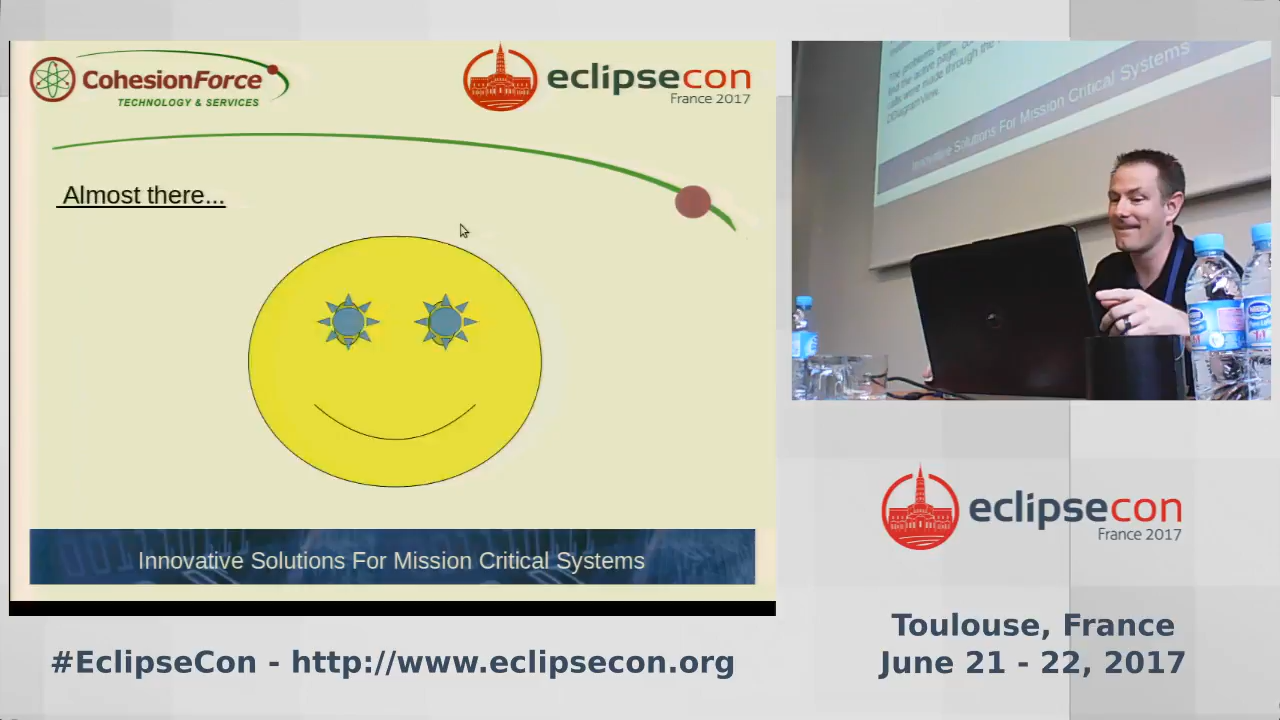 CohesionForce
TECHNOLOGY & SERVICES
eclipsecon
France 2017
Almost there...
Innovative Solutions For Mission Critical Systems
Innovative Solutions For Mission Critical Systems
eclipsecon
France 2017
#EclipseCon - http://www.eclipsecon.org
Toulouse, France
June 21 - 22, 2017